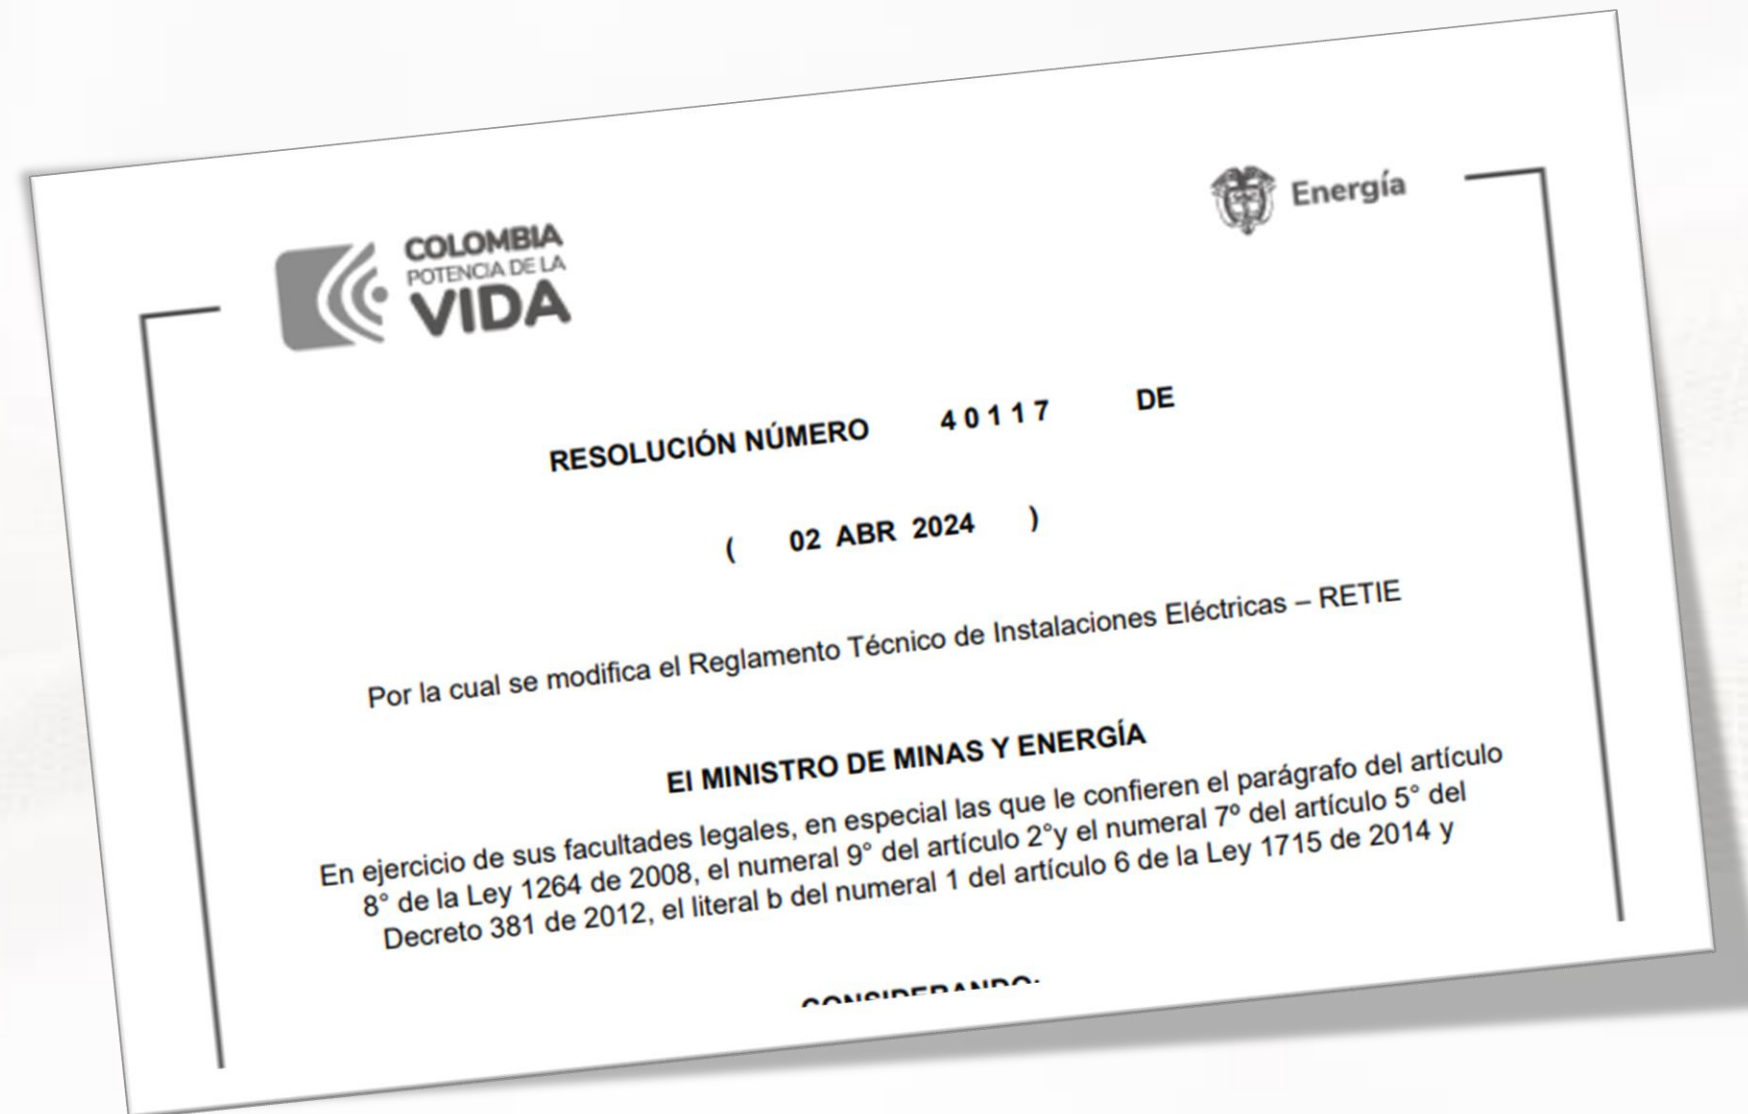 COLOMBIA
POTENCIA DE LA
VIDA
Energía
RESOLUCIÓN NÚMERO 40117 DE
( 02 ABR 2024 )
Por la cual se modifica el Reglamento Técnico de Instalaciones Eléctricas – RETIE
El MINISTRO DE MINAS Y ENERGÍA
En ejercicio de sus facultades legales, en especial las que le confieren el parágrafo del artículo
8° de la Ley 1264 de 2008, el numeral 9° del artículo 2°y el numeral 7º del artículo 5° del
Decreto 381 de 2012, el literal b del numeral 1 del artículo 6 de la Ley 1715 de 2014 y
CONSIDERANDO: